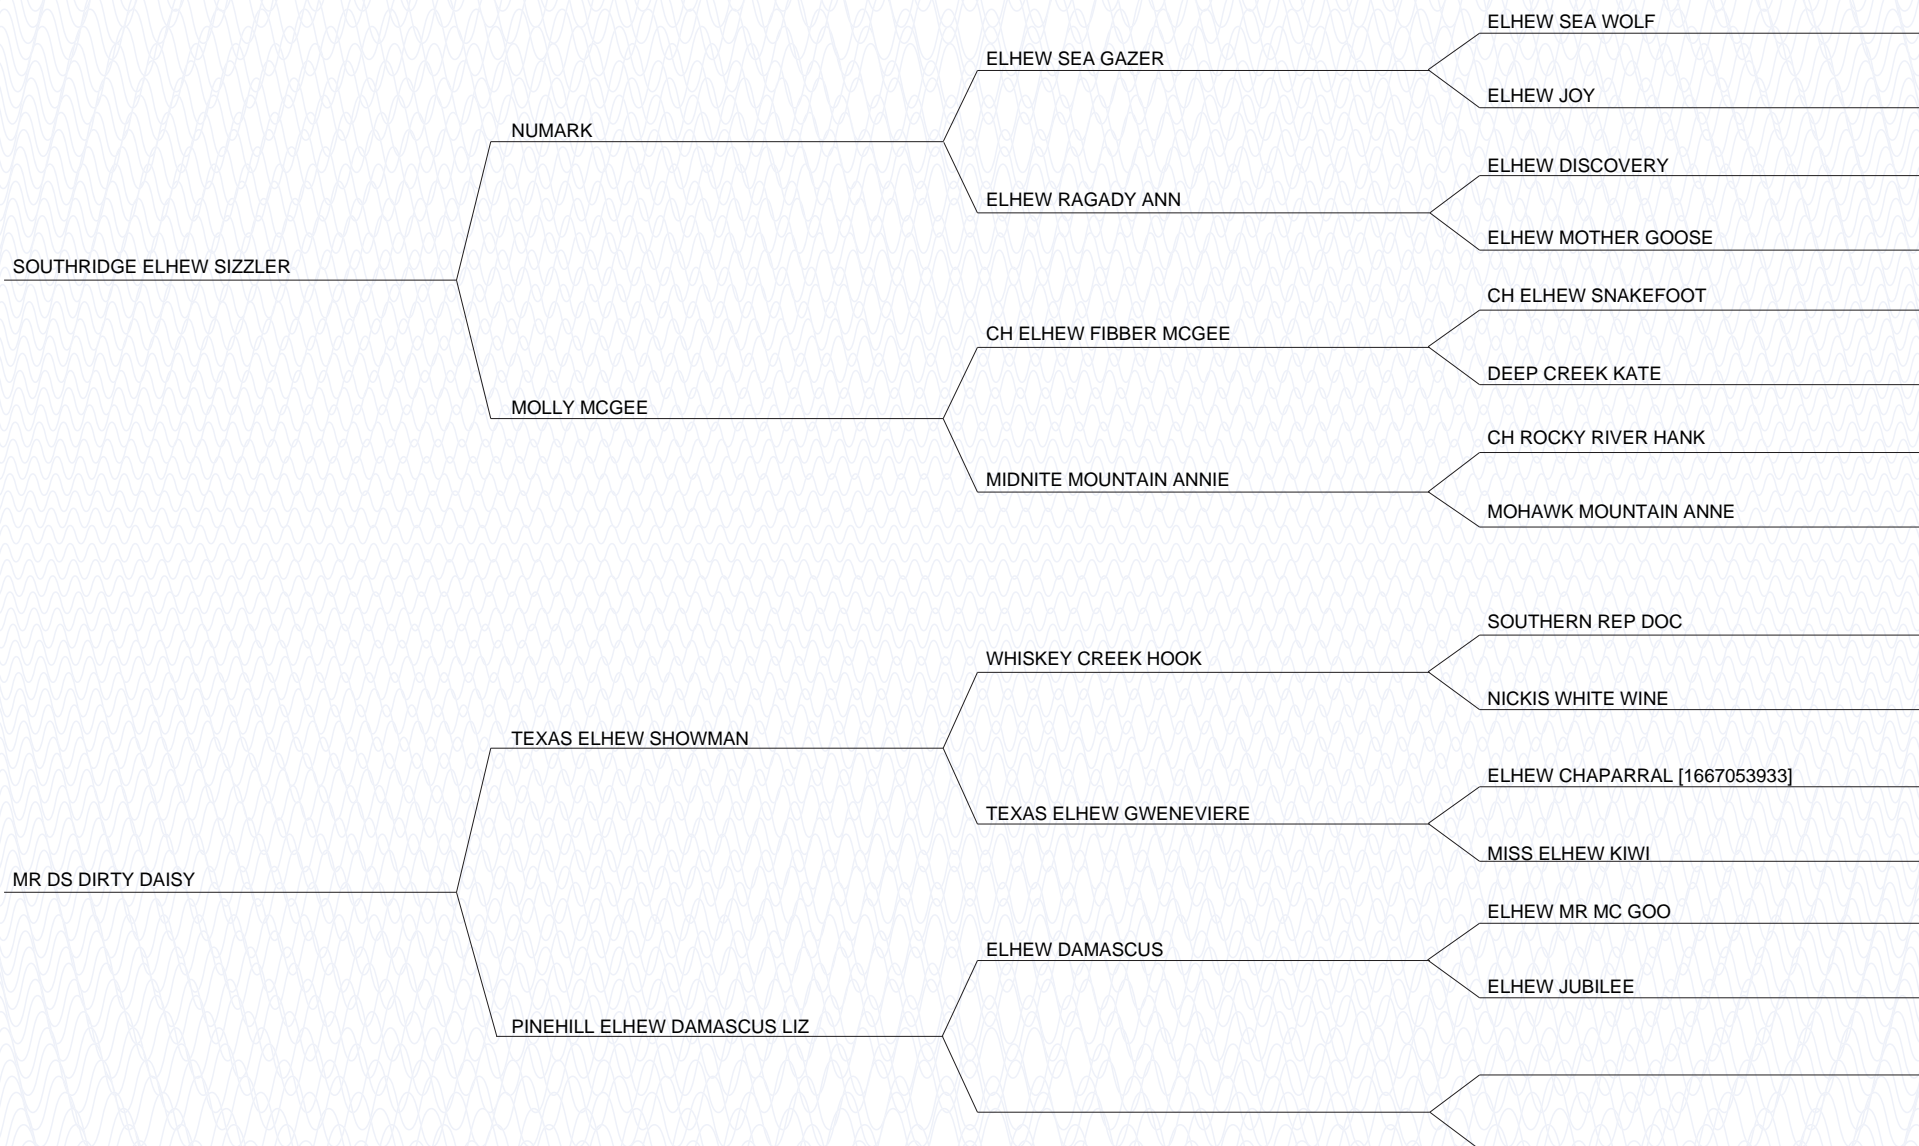 ELHEW SEA WOLF
ELHEW SEA GAZER
ELHEW JOY
NUMARK
ELHEW DISCOVERY
ELHEW RAGADY ANN
ELHEW MOTHER GOOSE
SOUTHRIDGE ELHEW SIZZLER
CH ELHEW SNAKEFOOT
CH ELHEW FIBBER MCGEE
DEEP CREEK KATE
MOLLY MCGEE
CH ROCKY RIVER HANK
MIDNITE MOUNTAIN ANNIE
MOHAWK MOUNTAIN ANNE
SOUTHERN REP DOC
WHISKEY CREEK HOOK
NICKIS WHITE WINE
TEXAS ELHEW SHOWMAN
ELHEW CHAPARRAL [1667053933]
TEXAS ELHEW GWENEVIERE
MISS ELHEW KIWI
MR DS DIRTY DAISY
ELHEW MR MC GOO
ELHEW DAMASCUS
ELHEW JUBILEE
PINEHILL ELHEW DAMASCUS LIZ